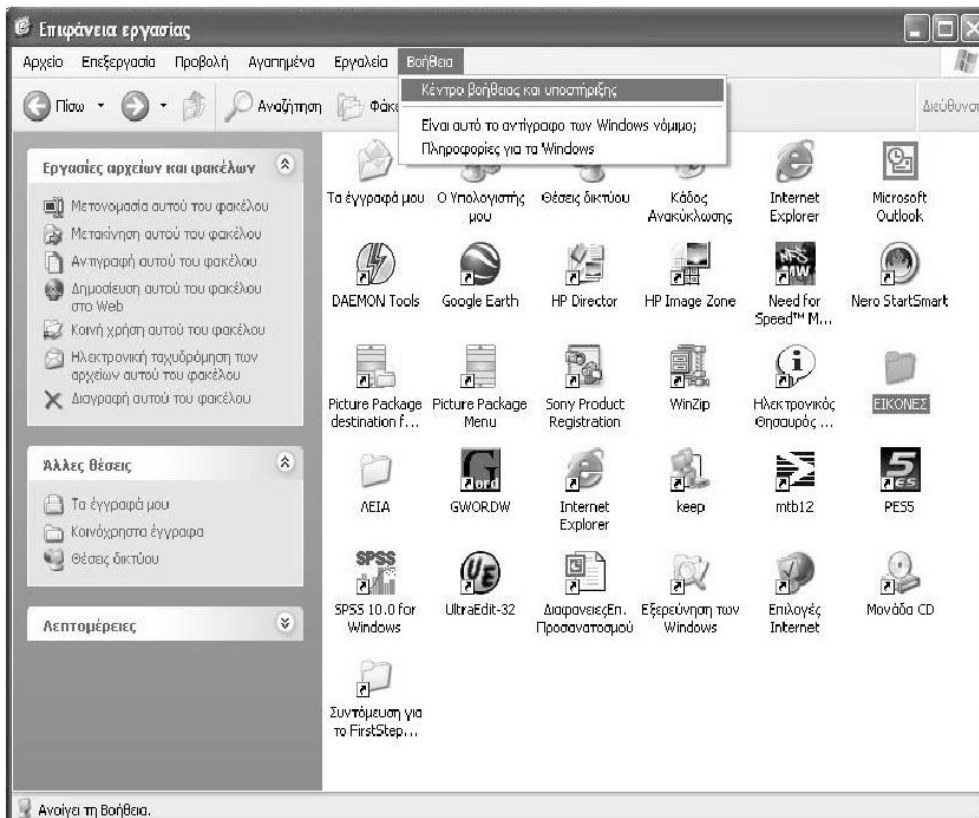 Επιφάνεια εργασίας
Αρχείο Επεξεργασία Προβολή Αγαπημένα Εργαλεία Βοήθεια
Πίσω Αναζήτηση Φάκε Διεύθυνση
Κέντρο βοήθειας και υποστήριξης
Είναι αυτό το αντίγραφο των Windows νόμιμο;
Πληροφορίες για τα Windows
Εργασίες αρχείων και φακέλων
Μετονομασία αυτού του φακέλου
Μετακίνηση αυτού του φακέλου
Αντιγραφή αυτού του φακέλου
Δημοσίευση αυτού του φακέλου
στο Web
Κοινή χρήση αυτού του φακέλου
Ηλεκτρονική ταχυδρόμηση των
αρχείων αυτού του φακέλου
Διαγραφή αυτού του φακέλου
Άλλες θέσεις
Τα έγγραφά μου
Κοινόχρηστα έγγραφα
Θέσεις δικτύου
Λεπτομέρειες
Τα έγγραφά μου Ο Υπολογιστής Θέσεις δικτύου Κάδος Internet Microsoft
μου Ανακύκλωσης Explorer Outlook
DAEMON Tools Google Earth HP Director HP Image Zone Need for Nero StartSmart
Speed™ M...
Picture Package Picture Package Sony Product WinZip Ηλεκτρονικός ΕΙΚΟΝΕΣ
destination f... Menu Registration Θησαυρός ...
ΛΕΙΑ GWORDW Internet keep mtb12 PES5
Explorer
SPSS 10.0 for UltraEdit-32 ΔιαφανειεςΕπ. Εξερεύνηση των Επιλογές Μονάδα CD
Windows Προσανατοσμού Windows Internet
Συντόμευση για
το FirstStep...
Ανοίγει τη Βοήθεια.